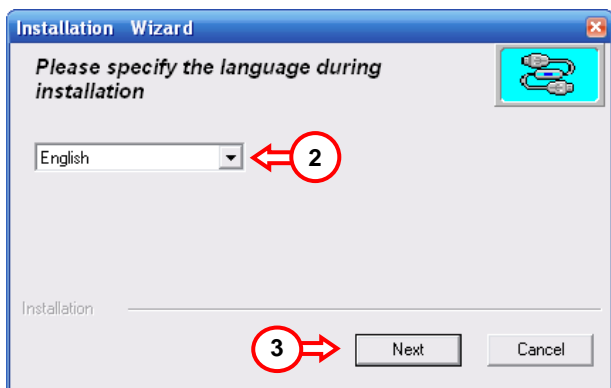 Installation Wizard
Please specify the language during
installation
English
2
Installation
3
Next
Cancel